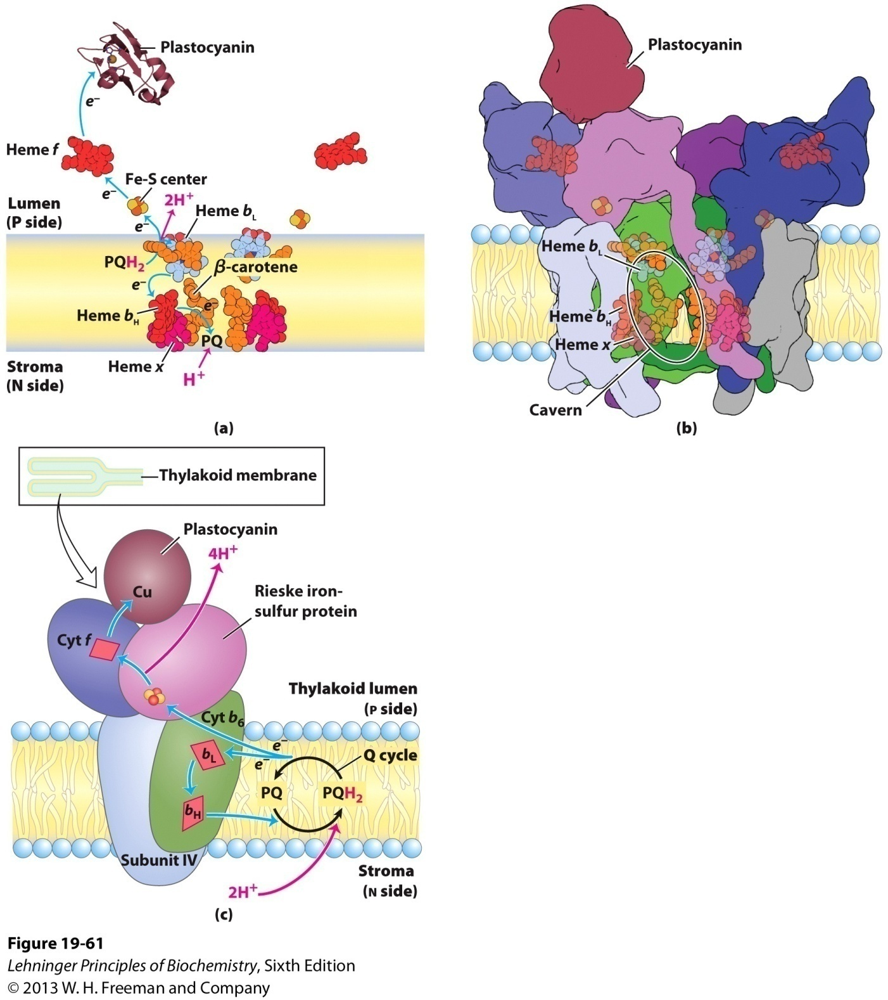 Plastocyanin
e–
Heme f
Fe-S center
e–
2H+
Lumen
(P side)
Heme bL
e–
PQH2
β-carotene
e–
e–
Heme bH
PQ
Stroma
(N side)
Heme x
H+
(a)
Plastocyanin
Heme bL
Heme bH
Heme x
Cavern
(b)
Thylakoid membrane
Plastocyanin
4H+
Cu
Rieske iron-
sulfur protein
Cyt f
Thylakoid lumen
(P side)
Cyt b6
e–
e–
bL
Q cycle
PQ
PQH2
bH
Subunit IV
Stroma
(N side)
2H+
(c)
Figure 19-61
Lehninger Principles of Biochemistry, Sixth Edition
© 2013 W. H. Freeman and Company